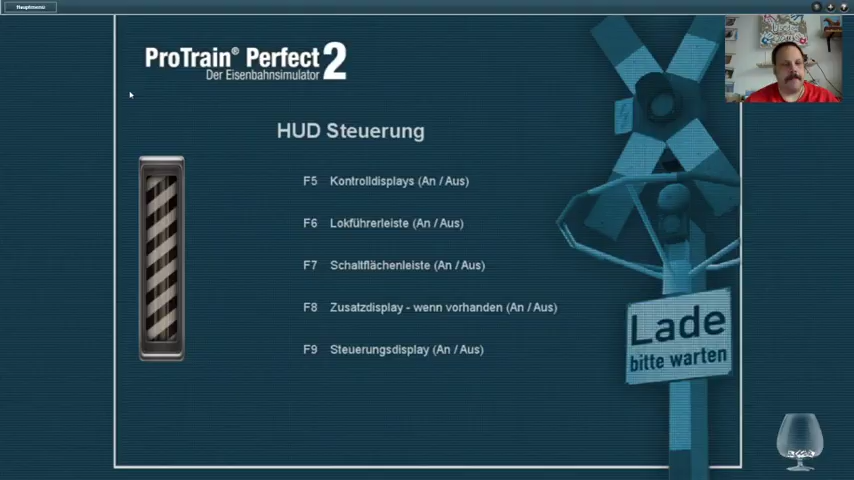 Hauptmenü
ProTrain® Perfect 2
Der Eisenbahnsimulator
HUD Steuerung
F5 Kontrolldisplays (An / Aus)
F6 Lokführerleiste (An / Aus)
F7 Schaltflächenleiste (An / Aus)
F8 Zusatzdisplay - wenn vorhanden (An / Aus)
F9 Steuerungsdisplay (An / Aus)
Lade
bitte warten